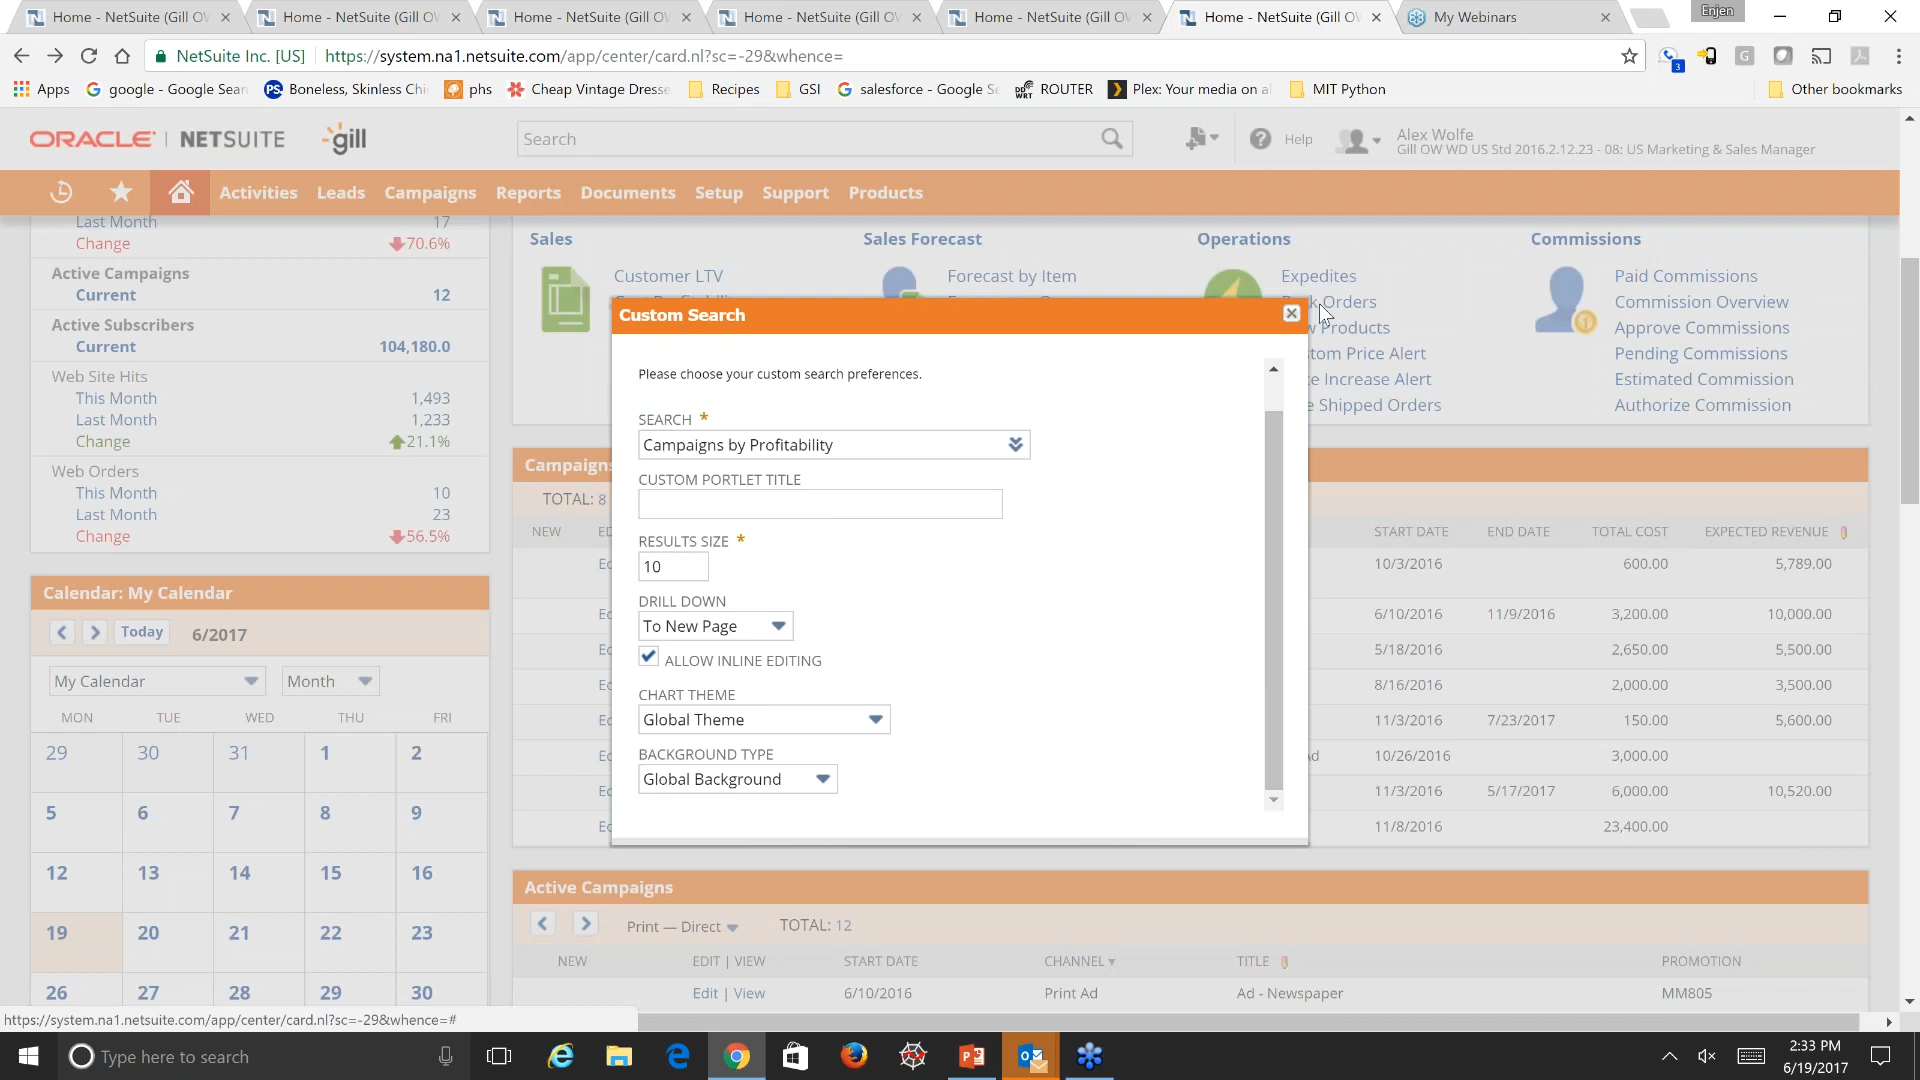 Home - NetSuite (Gill OV
Home - NetSuite (Gill OV
Home - NetSuite (Gill OV
Home - NetSuite (Gill OV
Home - NetSuite (Gill OV
Home - NetSuite (Gill OV
My Webinars
Enjen
NetSuite Inc. [US]
https://system.na1.netsuite.com/app/center/card.nl?sc=-29&whence=
3
Apps
google - Google Sear
Boneless, Skinless Chi
phs
Cheap Vintage Dresse
Recipes
GSI
salesforce - Google Se
ROUTER
Plex: Your media on a
MIT Python
Other bookmarks
ORACLE | NETSUITE
gill
Search
Help
Alex Wolfe
Gill OW WD US Std 2016.2.12.23 - 08: US Marketing & Sales Manager
Activities
Leads
Campaigns
Reports
Documents
Setup
Support
Products
Last Month 17
Change 70.6%
Active Campaigns
Current 12
Active Subscribers
Current 104,180.0
Web Site Hits
This Month 1,493
Last Month 1,233
Change 21.1%
Web Orders
This Month 10
Last Month 23
Change 56.5%
Calendar: My Calendar
Today
6/2017
My Calendar
Month
MON TUE WED THU FRI
29 30 31 1 2
5 6 7 8 9
12 13 14 15 16
19 20 21 22 23
26 27 28 29 30
Sales
Customer LTV
Sales Forecast
Forecast by Item
Operations
Expedites
k Orders
Products
tom Price Alert
e Increase Alert
e Shipped Orders
Commissions
Paid Commissions
Commission Overview
Approve Commissions
Pending Commissions
Estimated Commission
Authorize Commission
Custom Search
Please choose your custom search preferences.
SEARCH *
Campaigns by Profitability
CUSTOM PORTLET TITLE
RESULTS SIZE *
10
DRILL DOWN
To New Page
ALLOW INLINE EDITING
CHART THEME
Global Theme
BACKGROUND TYPE
Global Background
Campaigns
TOTAL: 8
NEW ED START DATE END DATE TOTAL COST EXPECTED REVENUE
Ed 10/3/2016 600.00 5,789.00
Ed 6/10/2016 11/9/2016 3,200.00 10,000.00
Ed 5/18/2016 2,650.00 5,500.00
Ed 8/16/2016 2,000.00 3,500.00
Ed 11/3/2016 7/23/2017 150.00 5,600.00
Ed Ad 10/26/2016 3,000.00
Ed 11/3/2016 5/17/2017 6,000.00 10,520.00
Ed 11/8/2016 23,400.00
Active Campaigns
Print — Direct
TOTAL: 12
NEW EDIT | VIEW START DATE CHANNEL TITLE PROMOTION
Edit | View 6/10/2016 Print Ad Ad - Newspaper MM805
https://system.na1.netsuite.com/app/center/card.nl?sc=-29&whence=#
Type here to search
2:33 PM
6/19/2017